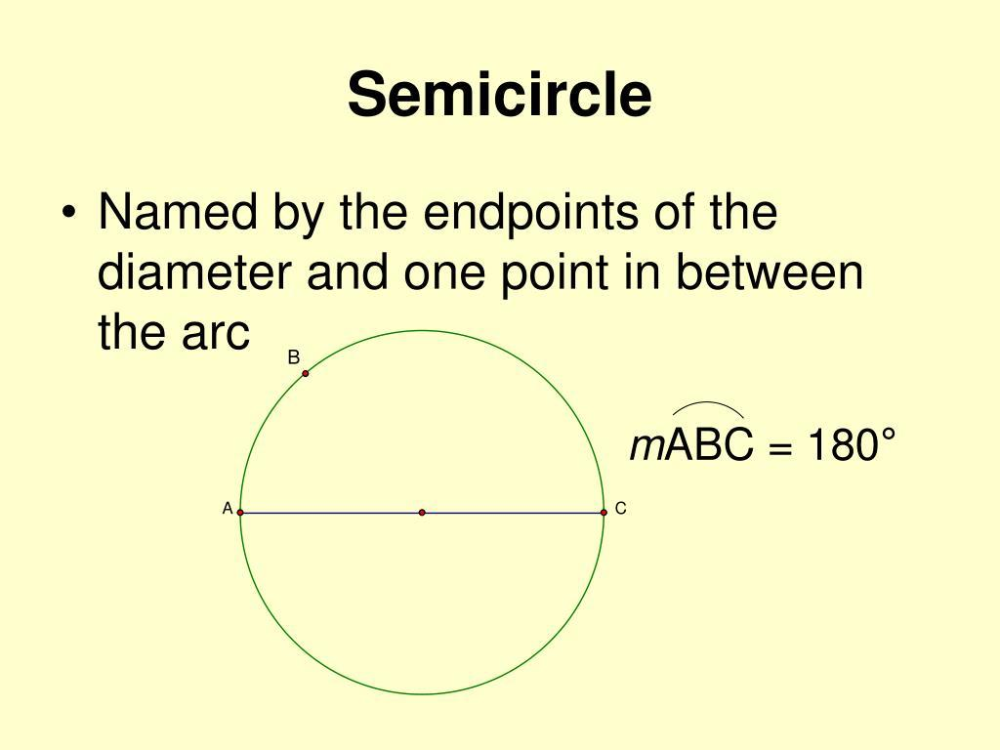 Semicircle
• Named by the endpoints of the
diameter and one point in between
the arc
B
mABC = 180°
A
C